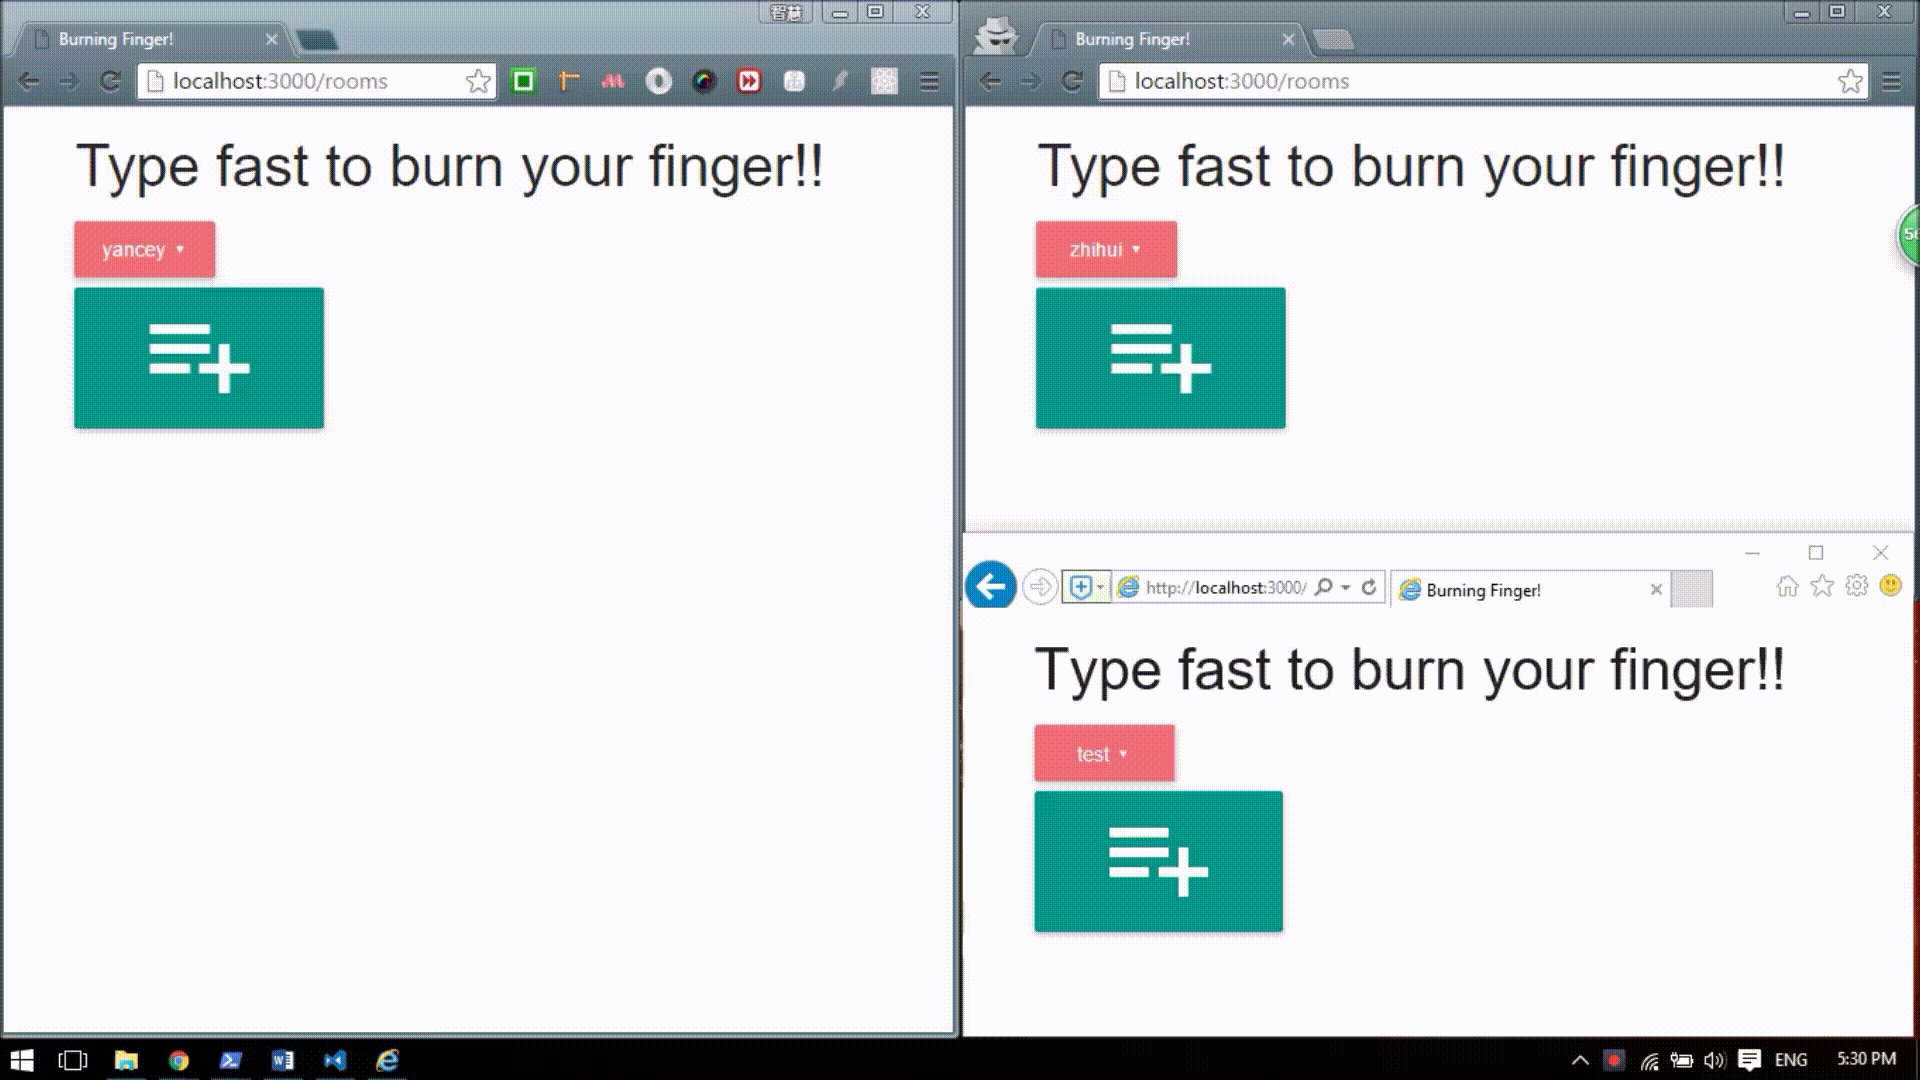 智慧
Burning Finger!
localhost:3000/rooms
Type fast to burn your finger!!
yancey
Burning Finger!
localhost:3000/rooms
Type fast to burn your finger!!
zhihui
http://localhost:3000/
Burning Finger!
Type fast to burn your finger!!
test
ENG
5:30 PM